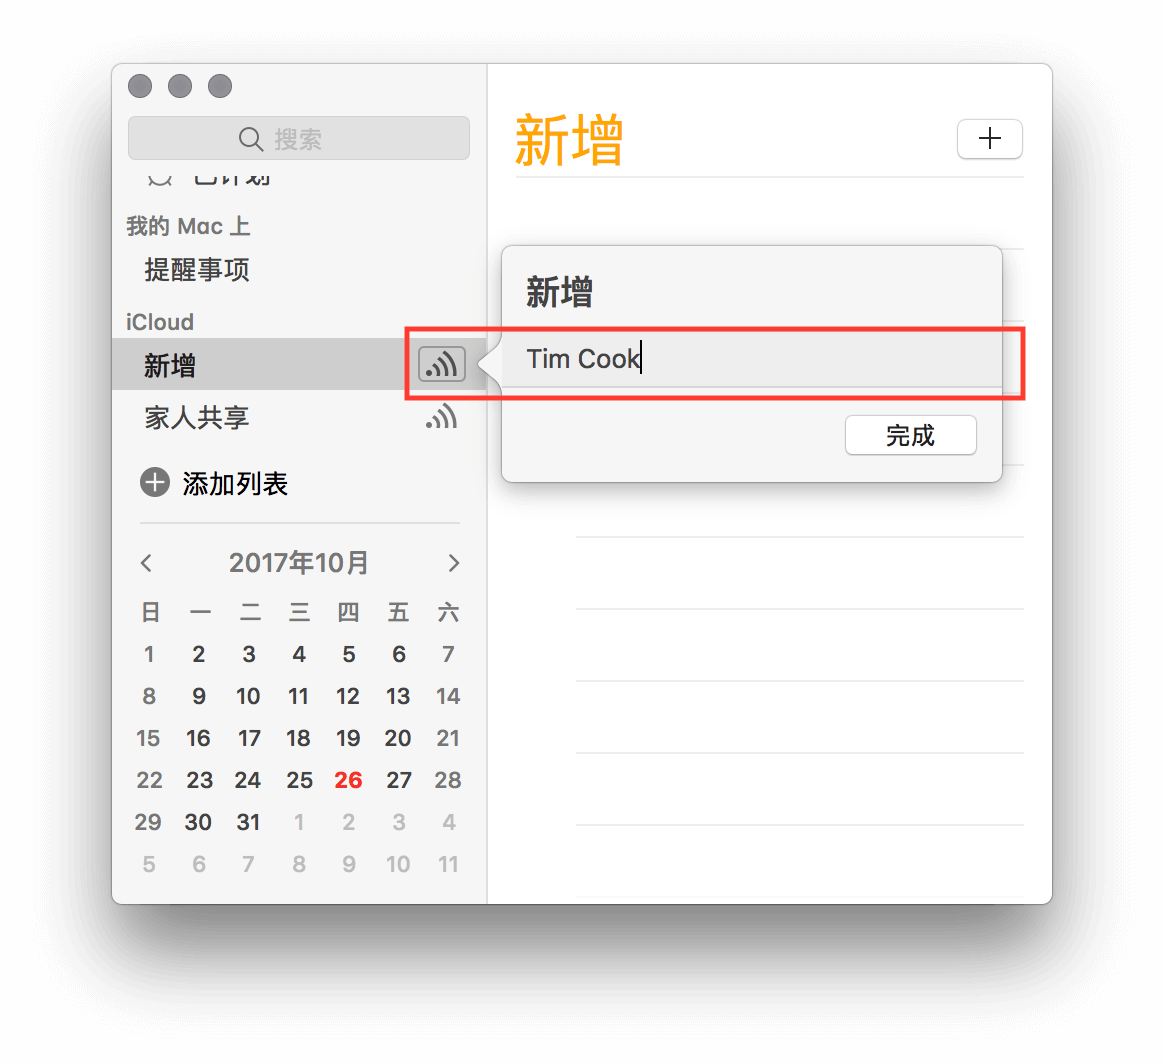 搜索
已计划
我的 Mac 上
提醒事项
iCloud
新增
家人共享
添加列表
2017年10月
日 一 二 三 四 五 六
1 2 3 4 5 6 7
8 9 10 11 12 13 14
15 16 17 18 19 20 21
22 23 24 25 26 27 28
29 30 31 1 2 3 4
5 6 7 8 9 10 11
新增
新增
Tim Cook
完成